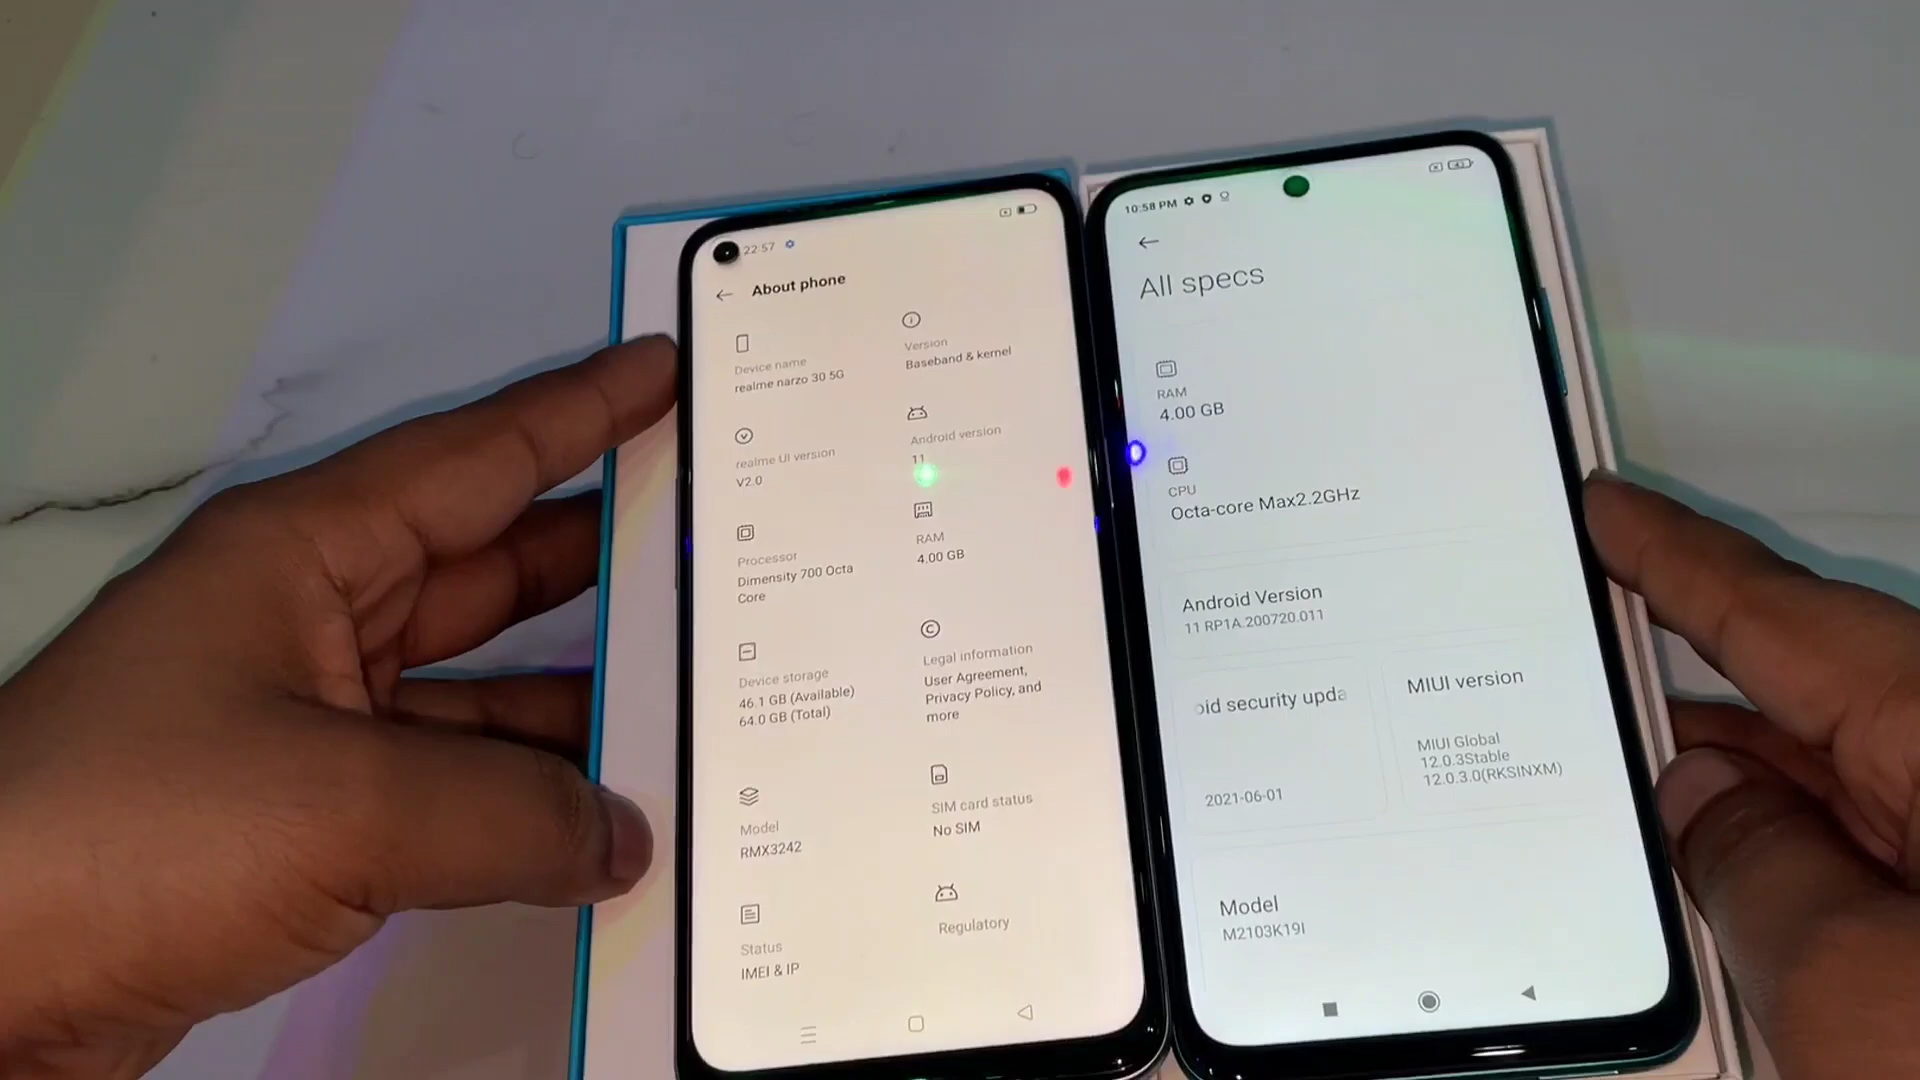 22:57
About phone
Device name
realme narzo 30 5G
Version
Baseband & kernel
realme UI version
V2.0
Android version
11
Processor
Dimensity 700 Octa
Core
RAM
4.00 GB
Device storage
46.1 GB (Available)
64.0 GB (Total)
Legal information
User Agreement,
Privacy Policy, and
more
Model
RMX3242
SIM card status
No SIM
Status
IMEI & IP
Regulatory
10:58 PM
All specs
RAM
4.00 GB
CPU
Octa-core Max2.2GHz
Android Version
11 RP1A.200720.011
oid security upda
2021-06-01
MIUI version
MIUI Global
12.0.3Stable
12.0.3.0(RKSINXM)
Model
M2103K19I